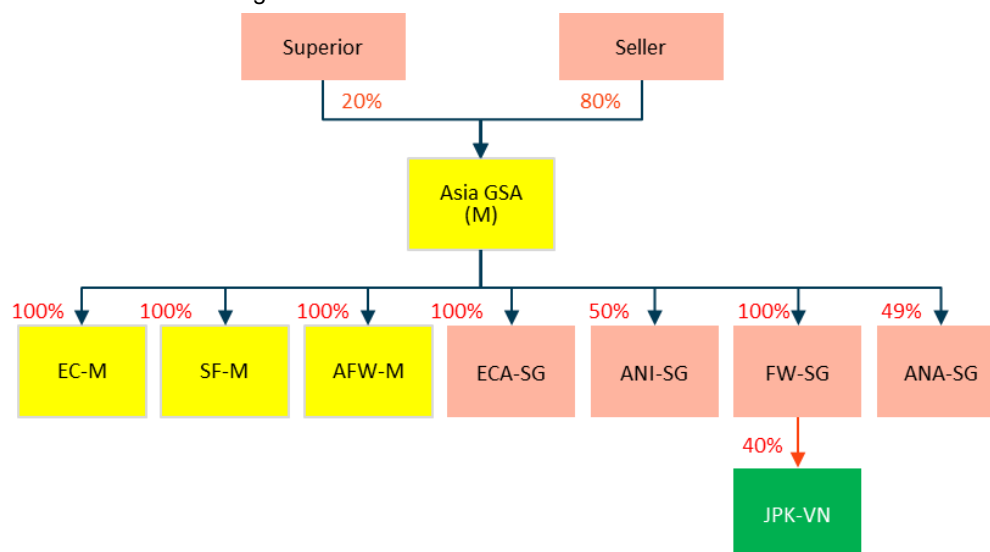 Superior Seller
20% 80%
Asia GSA
(M)
100% 100% 100% 100% 50% 100% 49%
EC-M SF-M AFW-M ECA-SG ANI-SG FW-SG ANA-SG
40%
JPK-VN